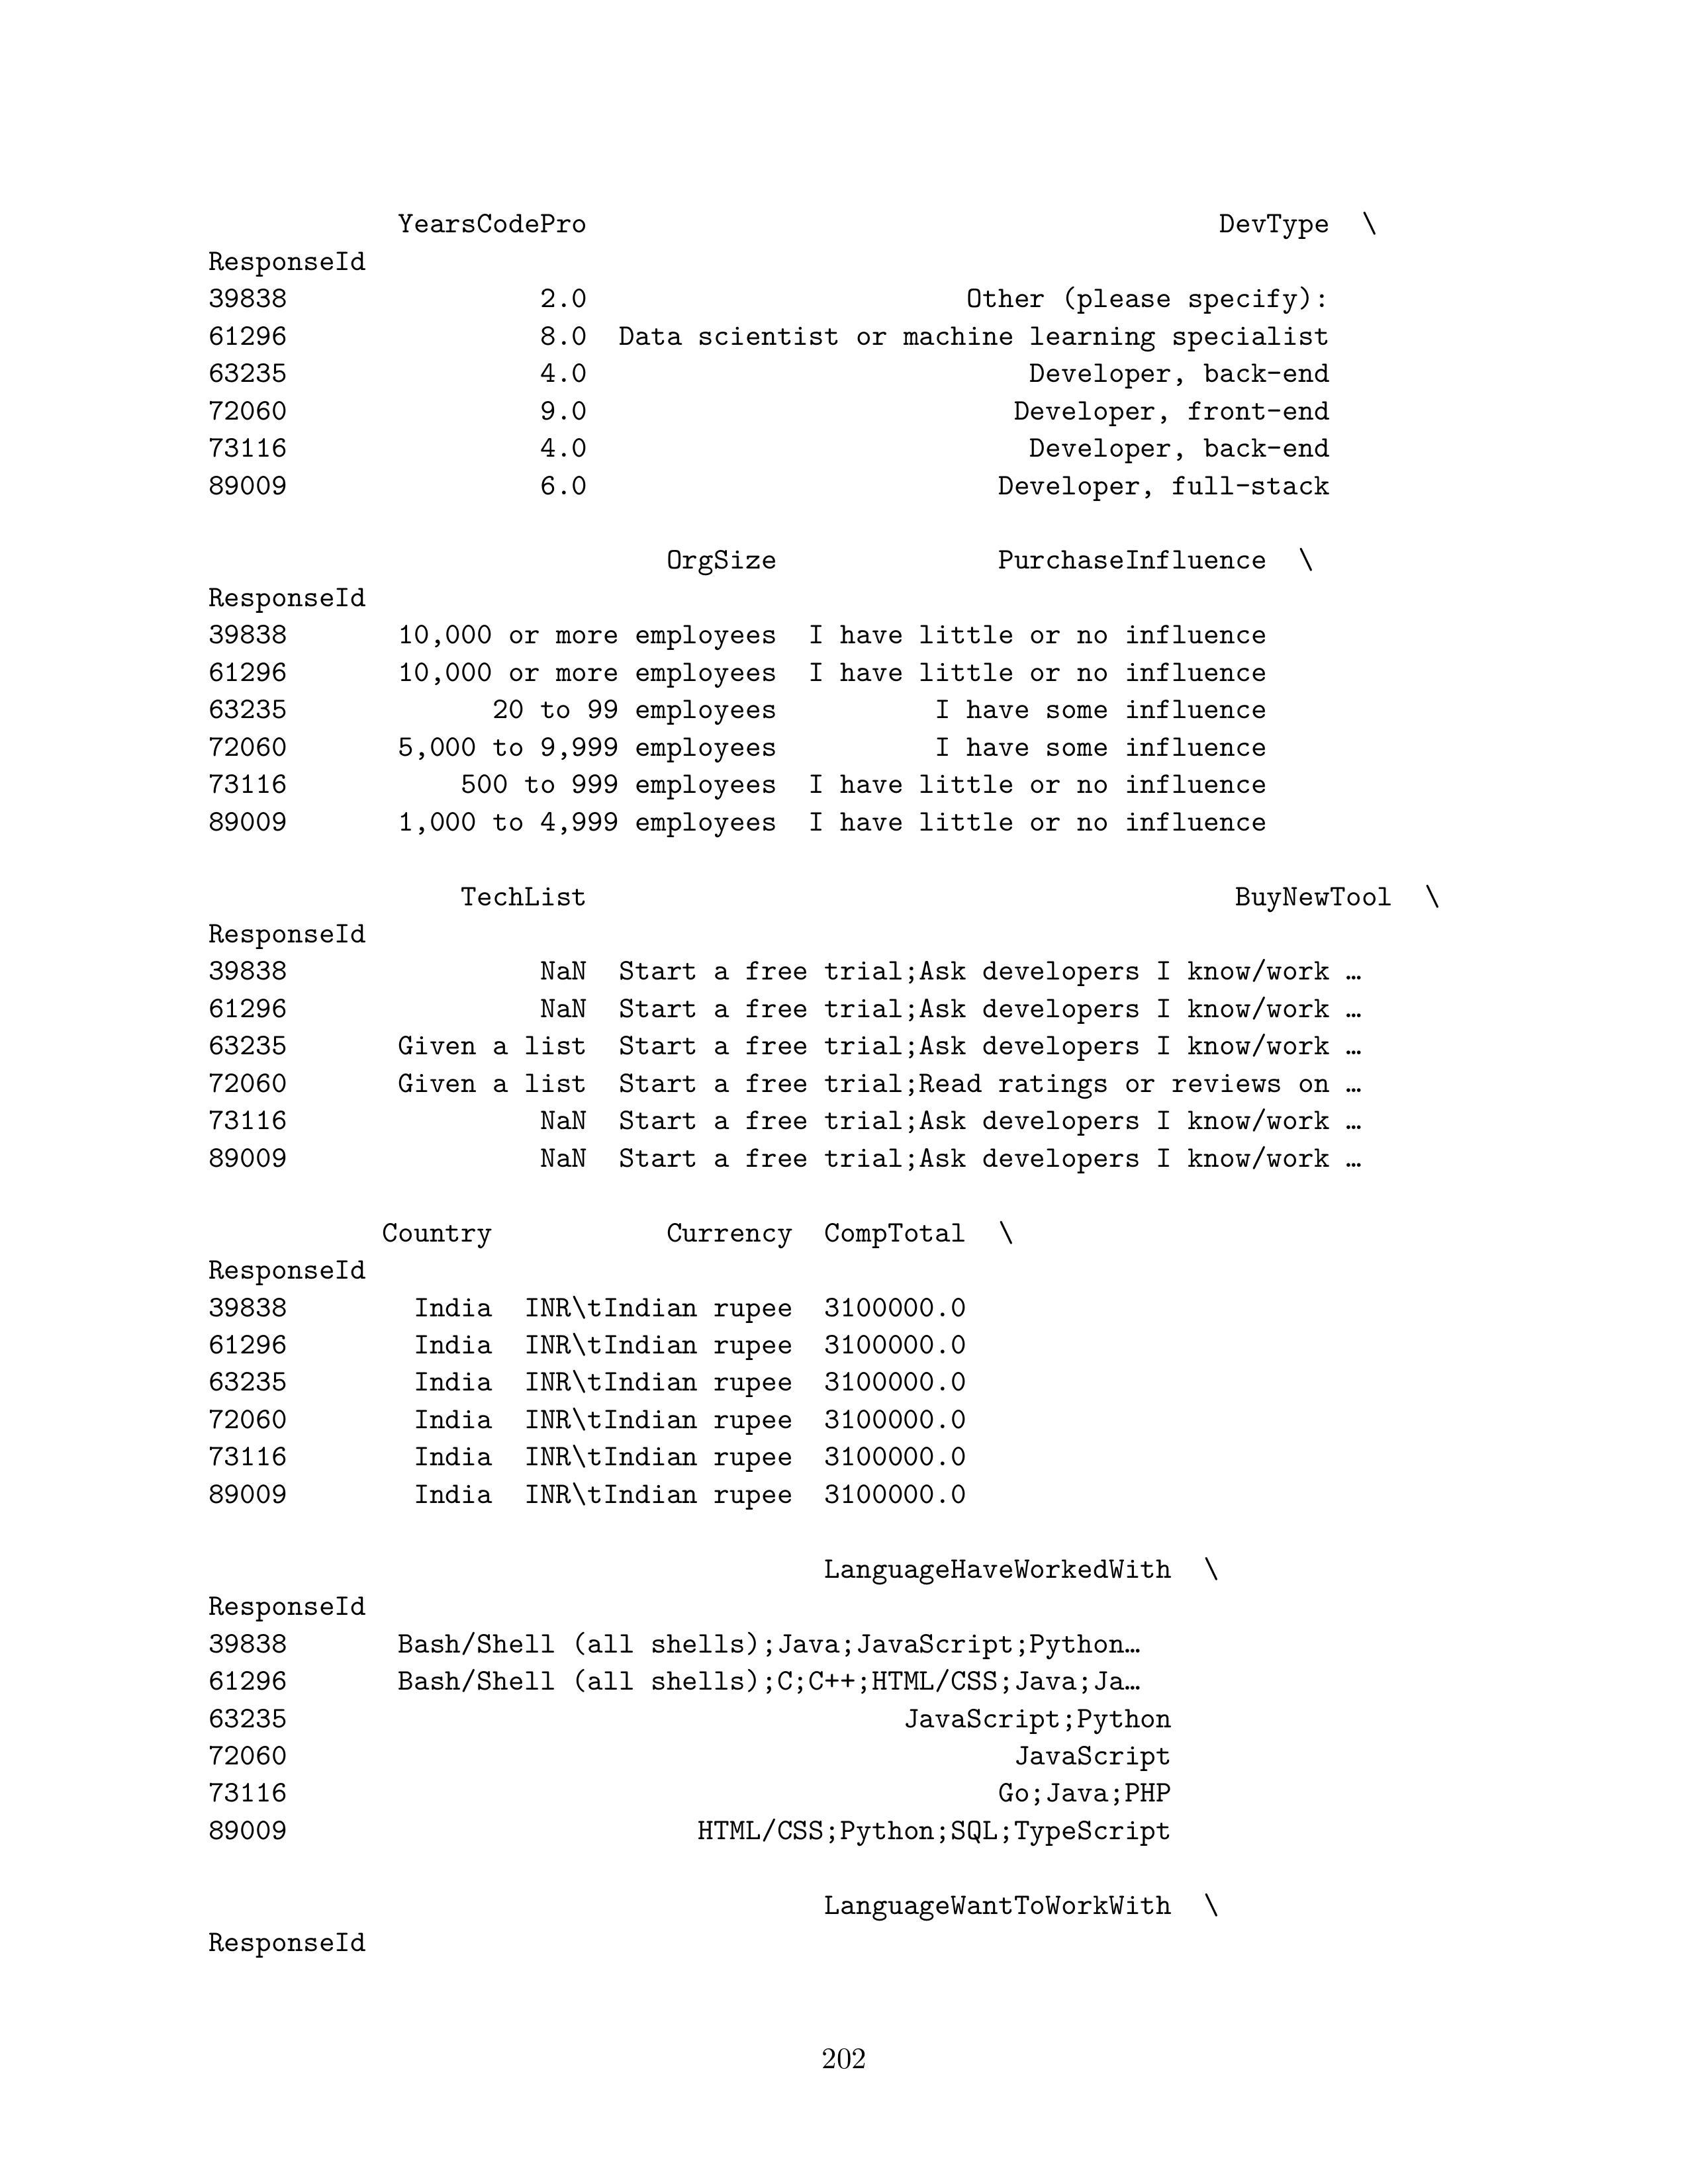 YearsCodePro DevType \
ResponseId
39838 2.0 Other (please specify):
61296 8.0 Data scientist or machine learning specialist
63235 4.0 Developer, back-end
72060 9.0 Developer, front-end
73116 4.0 Developer, back-end
89009 6.0 Developer, full-stack
OrgSize PurchaseInfluence \
ResponseId
39838 10,000 or more employees I have little or no influence
61296 10,000 or more employees I have little or no influence
63235 20 to 99 employees I have some influence
72060 5,000 to 9,999 employees I have some influence
73116 500 to 999 employees I have little or no influence
89009 1,000 to 4,999 employees I have little or no influence
TechList BuyNewTool \
ResponseId
39838 NaN Start a free trial;Ask developers I know/work …
61296 NaN Start a free trial;Ask developers I know/work …
63235 Given a list Start a free trial;Ask developers I know/work …
72060 Given a list Start a free trial;Read ratings or reviews on …
73116 NaN Start a free trial;Ask developers I know/work …
89009 NaN Start a free trial;Ask developers I know/work …
Country Currency CompTotal \
ResponseId
39838 India INR\tIndian rupee 3100000.0
61296 India INR\tIndian rupee 3100000.0
63235 India INR\tIndian rupee 3100000.0
72060 India INR\tIndian rupee 3100000.0
73116 India INR\tIndian rupee 3100000.0
89009 India INR\tIndian rupee 3100000.0
LanguageHaveWorkedWith \
ResponseId
39838 Bash/Shell (all shells);Java;JavaScript;Python…
61296 Bash/Shell (all shells);C;C++;HTML/CSS;Java;Ja…
63235 JavaScript;Python
72060 JavaScript
73116 Go;Java;PHP
89009 HTML/CSS;Python;SQL;TypeScript
LanguageWantToWorkWith \
ResponseId
202